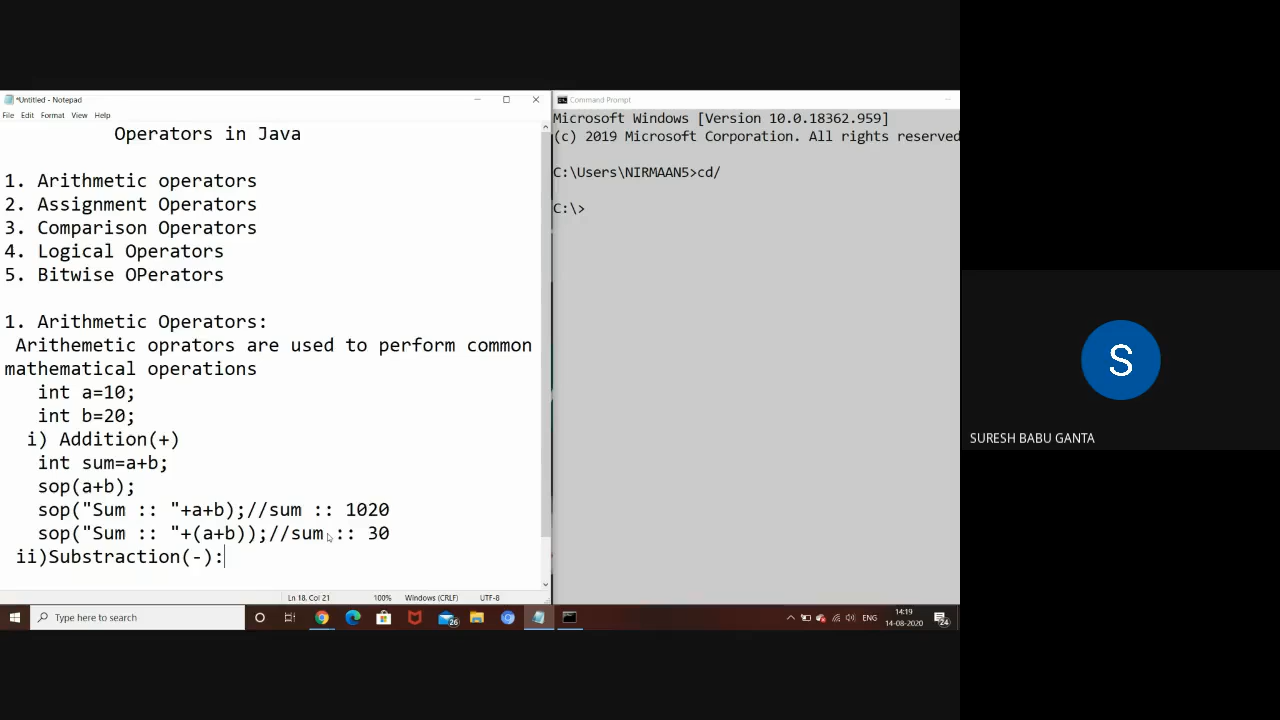 *Untitled - Notepad
File Edit Format View Help
Operators in Java
1. Arithmetic operators
2. Assignment Operators
3. Comparison Operators
4. Logical Operators
5. Bitwise OPerators
1. Arithmetic Operators:
Arithemetic oprators are used to perform common
mathematical operations
int a=10;
int b=20;
i) Addition(+)
int sum=a+b;
sop(a+b);
sop("Sum :: "+a+b);//sum :: 1020
sop("Sum :: "+(a+b));//sum :: 30
ii)Substraction(-):
Ln 18, Col 21 100% Windows (CRLF) UTF-8
Command Prompt
Microsoft Windows [Version 10.0.18362.959]
(c) 2019 Microsoft Corporation. All rights reserved
C:\Users\NIRMAAN5>cd/
C:\>
S
SURESH BABU GANTA
Type here to search
26
ENG
14:19
14-08-2020
24